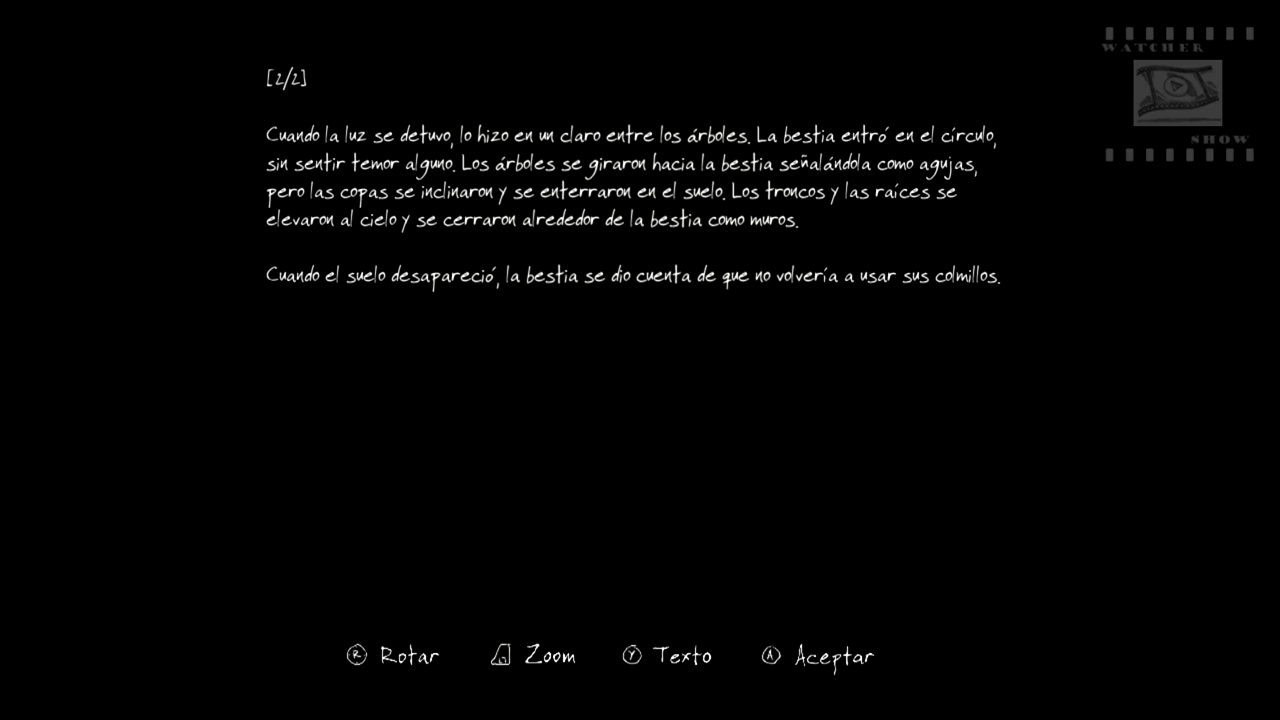 WATCHER
SHOW
[2/2]
Cuando la luz se detuvo, lo hizo en un claro entre los árboles. La bestia entró en el círculo,
sin sentir temor alguno. Los árboles se giraron hacia la bestia señalándola como agujas,
pero las copas se inclinaron y se enterraron en el suelo. Los troncos y las raíces se
elevaron al cielo y se cerraron alrededor de la bestia como muros.
Cuando el suelo desapareció, la bestia se dio cuenta de que no volvería a usar sus colmillos.
R Rotar L Zoom Y Texto A Aceptar